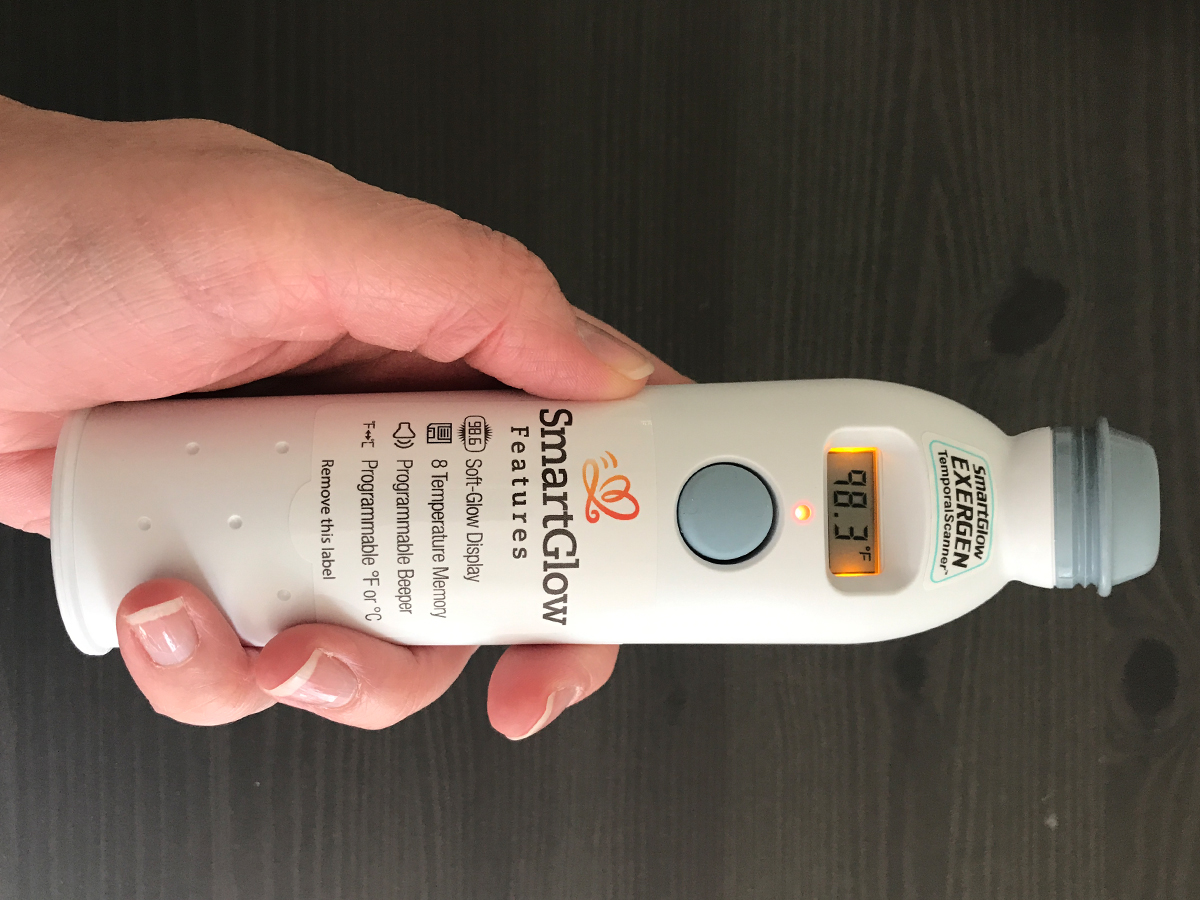 SmartGlow
EXERGEN
TemporalScanner™
98.3 °F
SmartGlow
Features
98.6 Soft-Glow Display
8 Temperature Memory
Programmable Beeper
°F↔°C Programmable °F or °C
Remove this label